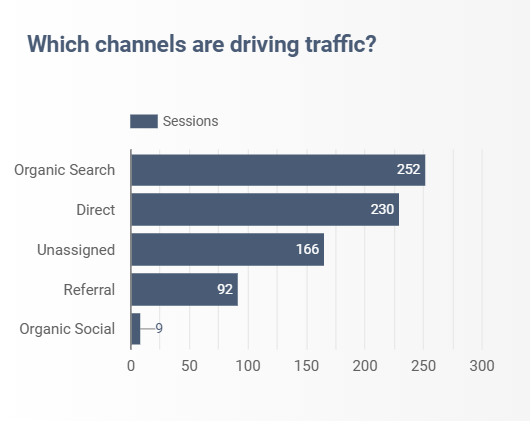 Which channels are driving traffic?
Sessions
Organic Search 252
Direct 230
Unassigned 166
Referral 92
Organic Social 9
0 50 100 150 200 250 300